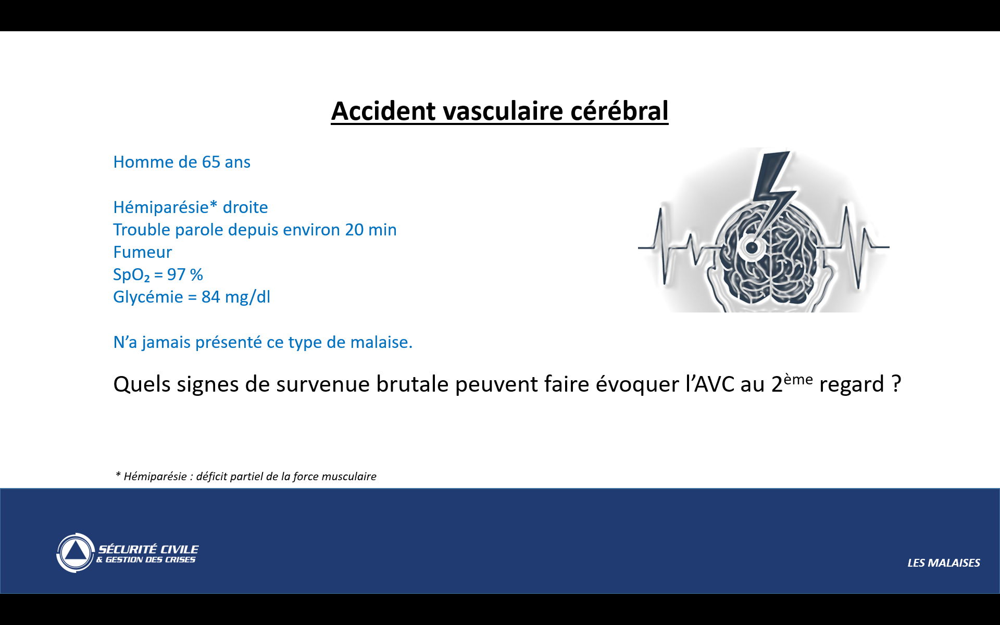 Accident vasculaire cérébral
Homme de 65 ans
Hémiparésie* droite
Trouble parole depuis environ 20 min
Fumeur
SpO₂ = 97 %
Glycémie = 84 mg/dl
N’a jamais présenté ce type de malaise.
Quels signes de survenue brutale peuvent faire évoquer l’AVC au 2ème regard ?
* Hémiparésie : déficit partiel de la force musculaire
SÉCURITÉ CIVILE
& GESTION DES CRISES
LES MALAISES